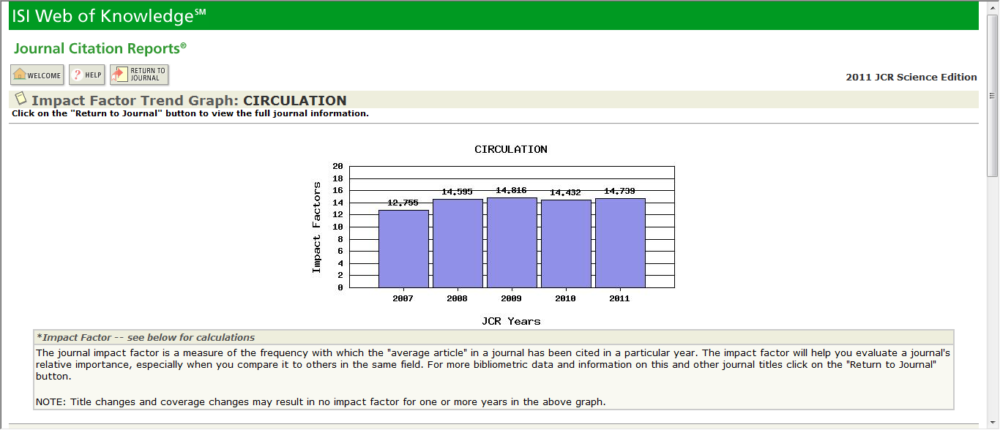 ISI Web of Knowledge℠
Journal Citation Reports®
WELCOME
? HELP
RETURN TO
JOURNAL
2011 JCR Science Edition
Impact Factor Trend Graph: CIRCULATION
Click on the "Return to Journal" button to view the full journal information.
CIRCULATION
Impact Factors
20
18
16
14
12
10
8
6
4
2
0
12.755
14.595
14.816
14.432
14.739
2007 2008 2009 2010 2011
JCR Years
*Impact Factor -- see below for calculations
The journal impact factor is a measure of the frequency with which the "average article" in a journal has been cited in a particular year. The impact factor will help you evaluate a journal's
relative importance, especially when you compare it to others in the same field. For more bibliometric data and information on this and other journal titles click on the "Return to Journal"
button.
NOTE: Title changes and coverage changes may result in no impact factor for one or more years in the above graph.